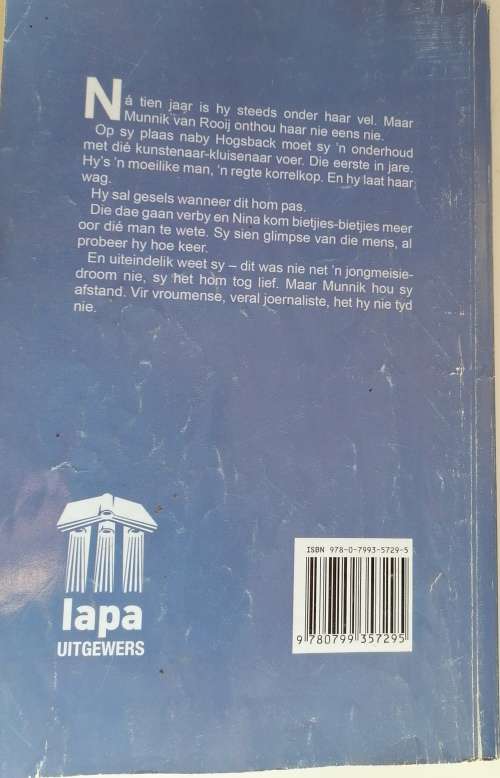 Ná tien jaar is hy steeds onder haar vel. Maar
Munnik van Rooij onthou haar nie eens nie.
Op sy plaas naby Hogsback moet sy 'n onderhoud
met dié kunstenaar-kluisenaar voer. Die eerste in jare.
Hy's 'n moeilike man, 'n regte korrelkop. En hy laat haar
wag.
Hy sal gesels wanneer dit hom pas.
Die dae gaan verby en Nina kom bietjies-bietjies meer
oor dié man te wete. Sy sien glimpse van die mens, al
probeer hy hoe keer.
En uiteindelik weet sy – dit was nie net 'n jongmeisie-
droom nie, sy het hom tog lief. Maar Munnik hou sy
afstand. Vir vroumense, veral joernaliste, het hy nie tyd
nie.
lapa
UITGEWERS
ISBN 978-0-7993-5729-5
9 780799 357295